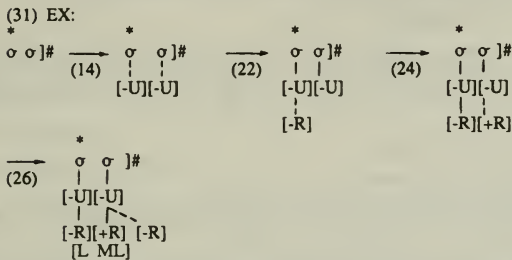 (31) EX:
* * * *
σ σ ]# (14) σ σ ]# (22) σ σ ]# (24) σ σ ]#
[-U][-U] [-U][-U] [-U][-U]
[-R] [-R][+R]
*
(26) σ σ ]#
[-U][-U]
[-R][+R] [-R]
[L ML]